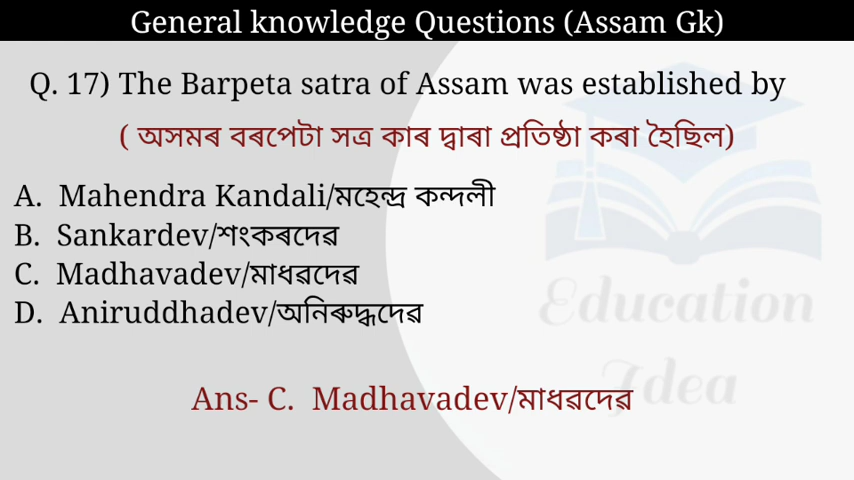 General knowledge Questions (Assam Gk)
Q. 17) The Barpeta satra of Assam was established by
( অসমৰ বৰপেটা সত্ৰ কাৰ দ্বাৰা প্ৰতিষ্ঠা কৰা হৈছিল)
A. Mahendra Kandali/মহেন্দ্ৰ কন্দলী
B. Sankardev/শংকৰদেৱ
C. Madhavadev/মাধৱদেৱ
D. Aniruddhadev/অনিৰুদ্ধদেৱ
Education
Idea
Ans- C. Madhavadev/মাধৱদেৱ